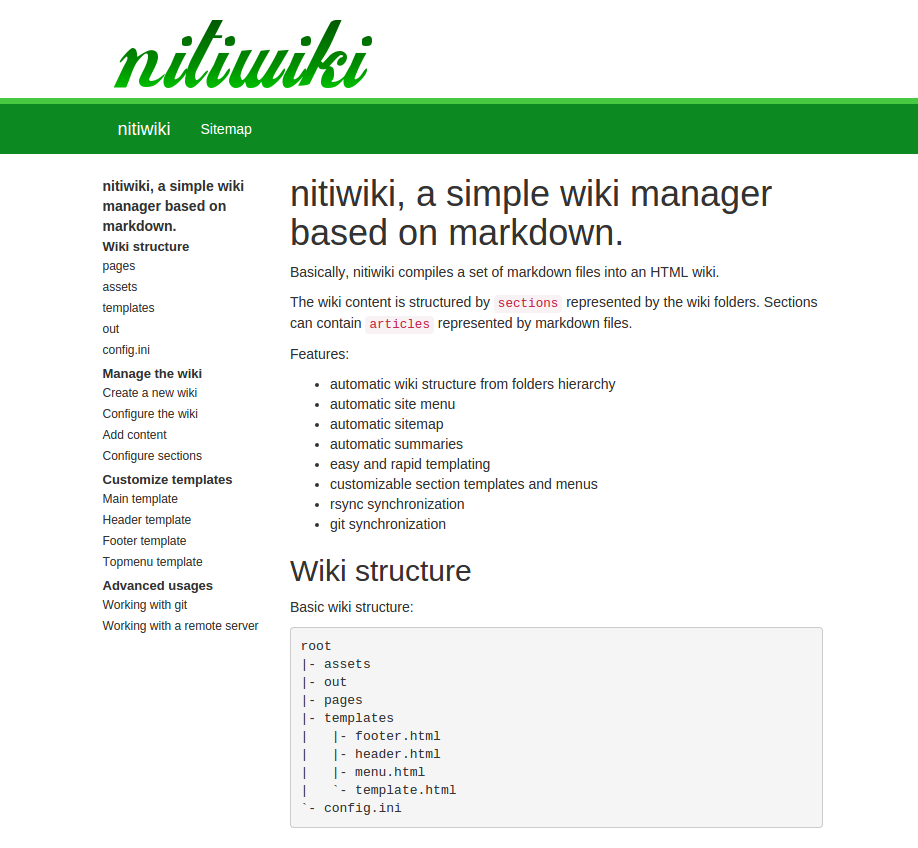 nitiwiki
nitiwiki Sitemap
nitiwiki, a simple wiki
manager based on
markdown.
Wiki structure
pages
assets
templates
out
config.ini
Manage the wiki
Create a new wiki
Configure the wiki
Add content
Configure sections
Customize templates
Main template
Header template
Footer template
Topmenu template
Advanced usages
Working with git
Working with a remote server
nitiwiki, a simple wiki manager
based on markdown.
Basically, nitiwiki compiles a set of markdown files into an HTML wiki.
The wiki content is structured by sections represented by the wiki folders. Sections
can contain articles represented by markdown files.
Features:
• automatic wiki structure from folders hierarchy
• automatic site menu
• automatic sitemap
• automatic summaries
• easy and rapid templating
• customizable section templates and menus
• rsync synchronization
• git synchronization
Wiki structure
Basic wiki structure:
root
|- assets
|- out
|- pages
|- templates
|   |- footer.html
|   |- header.html
|   |- menu.html
|   `- template.html
`- config.ini